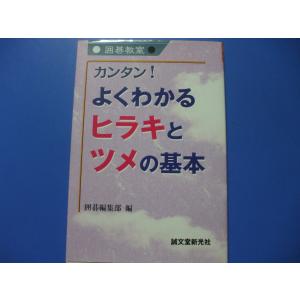 ●囲碁教室●
カンタン!
よくわかる
ヒラキと
ツメの基本
囲碁編集部 編
誠文堂新光社